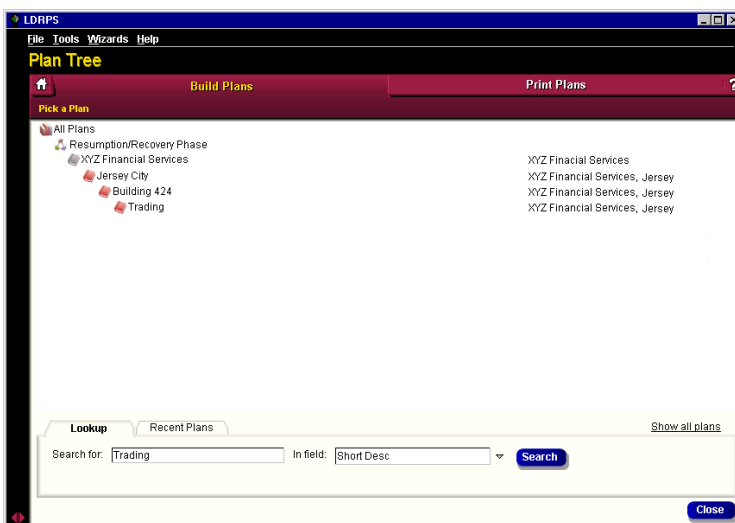 LDRPS
File Tools Wizards Help
Plan Tree
Build Plans Print Plans ?
Pick a Plan
All Plans
Resumption/Recovery Phase
XYZ Financial Services XYZ Finacial Services
Jersey City XYZ Financial Services, Jersey
Building 424 XYZ Financial Services, Jersey
Trading XYZ Financial Services, Jersey
Lookup Recent Plans Show all plans
Search for: Trading In field: Short Desc Search
Close